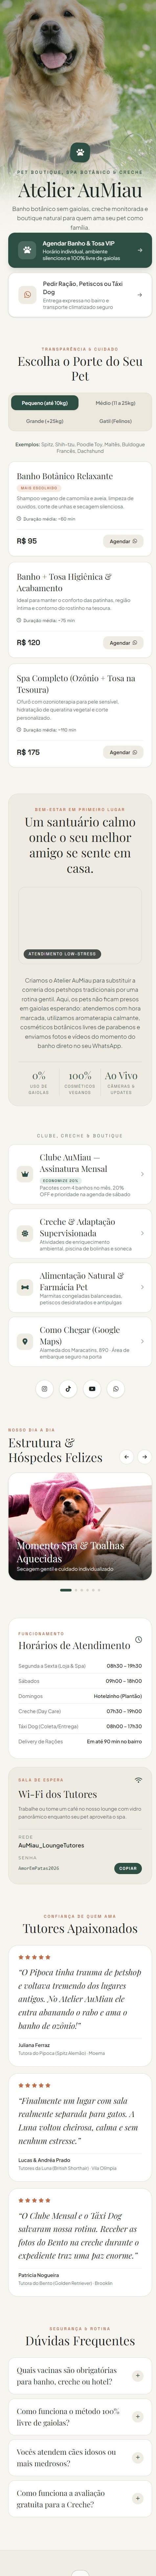 PET BOUTIQUE, SPA BOTÂNICO & CRECHE
Atelier AuMiau
Banho botânico sem gaiolas, creche monitorada e
boutique natural para quem ama seu pet como
família.
Agendar Banho & Tosa VIP
Horário individual, ambiente
silencioso e 100% livre de gaiolas
Pedir Petiscos, Ração ou Táxi
Dog
Entrega expressa no bairro e
transporte climatizado seguro
TRANSPARÊNCIA & CUIDADO
Escolha o Porte do Seu
Pet
Pequeno (até 10kg)
Médio (11 a 25kg)
Grande (+25kg)
Gatil (Felinos)
Exemplos: Spitz, Shih-tzu, Poodle Toy, Maltês, Buldogue
Francês, Dachshund
Banho Botânico Relaxante
MAIS ESCOLHIDO
Shampoo vegano de camomila e aveia, limpeza de
ouvidos, corte de unhas e secagem silenciosa.
Duração média: ~60 min
R$ 95
Agendar
Banho + Tosa Higiênica &
Acabamento
Ideal para manter o conforto das patinhas, região
íntima e contorno do rostinho na tesoura.
Duração média: ~75 min
R$ 120
Agendar
Spa Completo (Ozônio + Tosa na
Tesoura)
Ofurô com ozonioterapia para pele sensível,
hidratação de queratina vegetal e corte
personalizado.
Duração média: ~110 min
R$ 175
Agendar
BEM-ESTAR EM PRIMEIRO LUGAR
Um santuário calmo
onde o seu melhor
amigo se sente em
casa.
ATENDIMENTO LOW-STRESS
Criamos o Atelier AuMiau para substituir a
correria dos pet shops tradicionais por uma
rotina gentil. Aqui, os pets não ficam presos
em gaiolas esperando: atendemos com hora
marcada, utilizamos aromaterapia calmante,
cosméticos botânicos livres de parabenos e
enviamos fotos e vídeos do momento do
banho direto no seu WhatsApp.
0%
USO DE
GAIOLAS
100%
COSMÉTICOS
VEGANOS
Ao Vivo
CÂMERAS &
UPDATES
CLUBE, CRECHE & BOUTIQUE
Clube AuMiau —
Assinatura Mensal
ECONOMIZE 20%
Pacotes com 4 banhos no mês, 20%
OFF e prioridade na agenda de sábado
Creche & Adaptação
Supervisionada
Atividades de enriquecimento
ambiental, piscina de bolinhas e soneca
Alimentação Natural &
Farmácia Pet
Marmitas congeladas balanceadas,
petiscos desidratados e antipulgas
Como Chegar (Google
Maps)
Alameda dos Maracatins, 890 · Área de
embarque seguro na porta
NOSSO DIA A DIA
Estrutura &
Hóspedes Felizes
Momento Spa & Toalhas
Aquecidas
Secagem gentil e cuidado individualizado
FUNCIONAMENTO
Horários de Atendimento
Segunda a Sexta (Loja & Spa)
08h30 – 19h30
Sábados
09h00 – 18h00
Domingos
Hotelzinho (Plantão)
Creche (Day Care)
07h30 – 19h00
Táxi Dog (Coleta/Entrega)
08h00 – 17h30
Delivery de Rações
Em até 90 min no bairro
SALA DE ESPERA
Wi-Fi dos Tutores
Trabalhe ou tome um café no nosso lounge com vidro
panorâmico enquanto seu pet aproveita o spa.
REDE
AuMiau_LoungeTutores
SENHA
AmorEmPatas2026
COPIAR
CONFIANÇA DE QUEM AMA
Tutores Apaixonados
“O Pipoca tinha trauma de petshop
e voltava tremendo dos lugares
antigos. No Atelier AuMiau ele
entra abanando o rabo e ama o
banho de ozônio!”
Juliana Ferraz
Tutora do Pipoca (Spitz Alemão) · Moema
“Finalmente um lugar com sala
realmente separada para gatos. A
Luna voltou cheirosa, calma e sem
nenhum estresse.”
Lucas & Andréa Prado
Tutores da Luna (British Shorthair) · Vila Olímpia
“O Clube Mensal e o Táxi Dog
salvaram nossa rotina. Receber as
fotos do Bento na creche durante o
expediente traz uma paz enorme.”
Patrícia Nogueira
Tutora do Bento (Golden Retriever) · Brooklin
SEGURANÇA & ROTINA
Dúvidas Frequentes
Quais vacinas são obrigatórias
para banho, creche ou hotel?
Como funciona o método 100%
livre de gaiolas?
Vocês atendem cães idosos ou
mais medrosos?
Como funciona a avaliação
gratuita para a Creche?